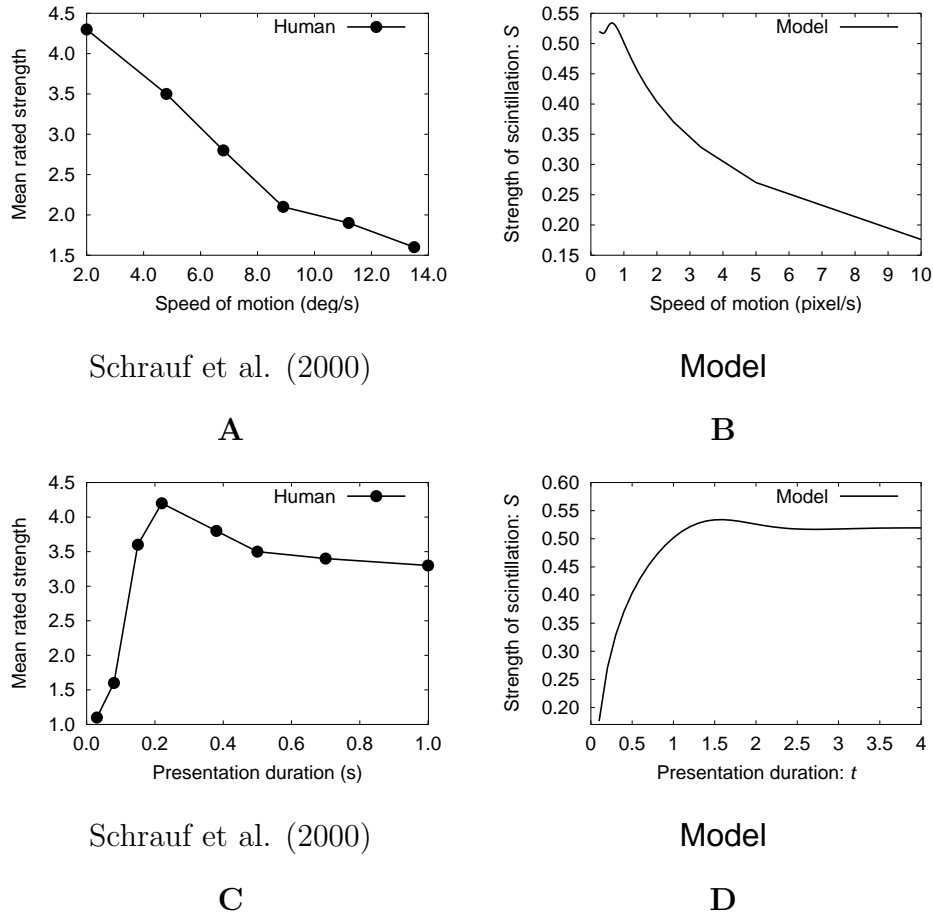 Mean rated strength
4.5
4.0
3.5
3.0
2.5
2.0
1.5
2.0 4.0 6.0 8.0 10.0 12.0 14.0
Speed of motion (deg/s)
Human
Strength of scintillation: S
0.55
0.50
0.45
0.40
0.35
0.30
0.25
0.20
0.15
0 1 2 3 4 5 6 7 8 9 10
Speed of motion (pixel/s)
Model
Schrauf et al. (2000)
Model
A
B
Mean rated strength
4.5
4.0
3.5
3.0
2.5
2.0
1.5
1.0
0.0 0.2 0.4 0.6 0.8 1.0
Presentation duration (s)
Human
Strength of scintillation: S
0.60
0.55
0.50
0.45
0.40
0.35
0.30
0.25
0.20
0 0.5 1 1.5 2 2.5 3 3.5 4
Presentation duration: t
Model
Schrauf et al. (2000)
Model
C
D